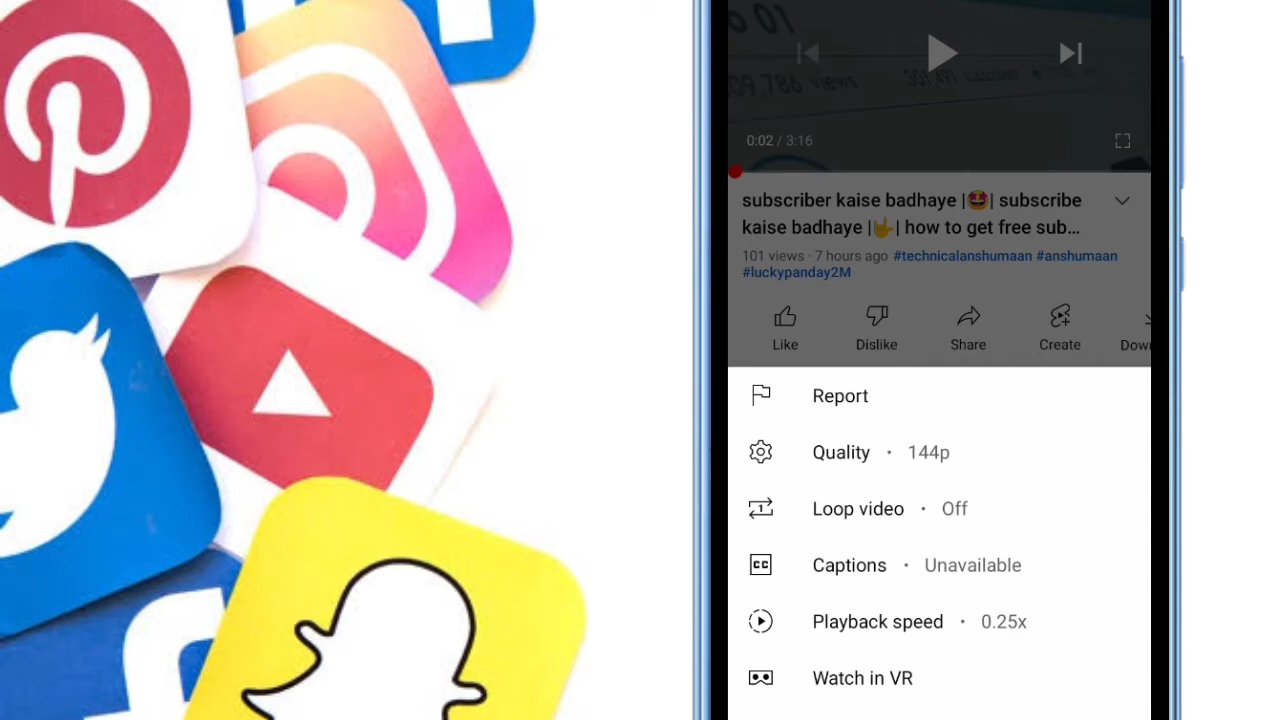 0:02 / 3:16
subscriber kaise badhaye |🤩| subscribe
kaise badhaye |🤟| how to get free sub…
101 views · 7 hours ago #technicalanshumaan #anshumaan
#luckypanday2M
Like
Dislike
Share
Create
Report
Quality · 144p
Loop video · Off
Captions · Unavailable
Playback speed · 0.25x
Watch in VR